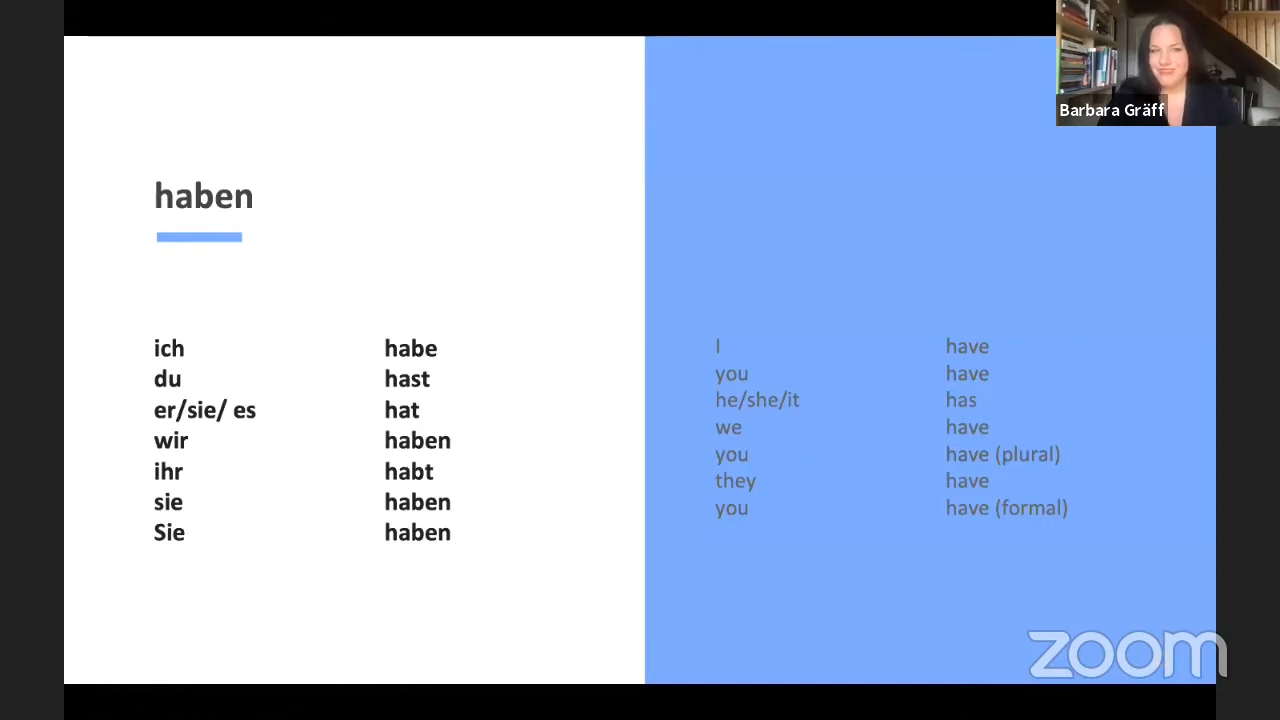 Barbara Gräff
haben
ich habe
du hast
er/sie/ es hat
wir haben
ihr habt
sie haben
Sie haben
I have
you have
he/she/it has
we have
you have (plural)
they have
you have (formal)
zoom